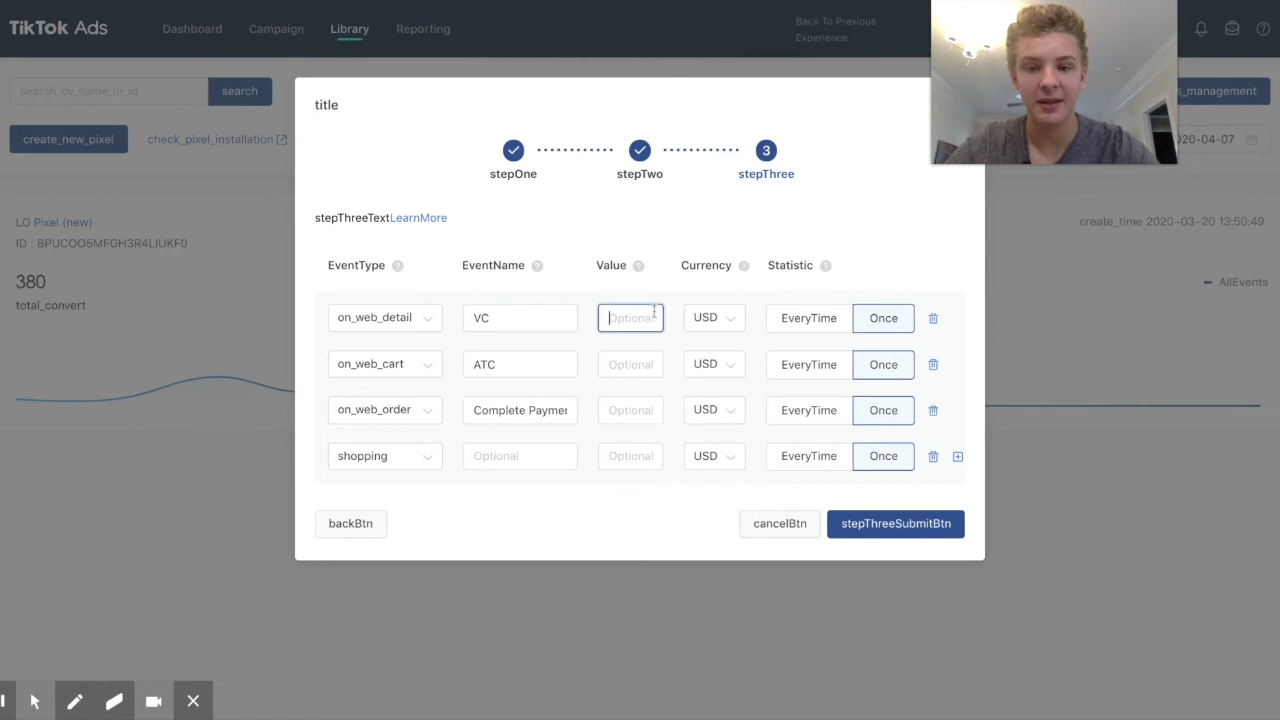 TikTok Ads
Dashboard
Campaign
Library
Reporting
Back To Previous
Experience
search_by_name_or_id
search
s_management
create_new_pixel
check_pixel_installation
020-04-07
title
3
stepOne
stepTwo
stepThree
stepThreeTextLearnMore
LG Pixel (new)
ID : BPUCOO5MFGH3R4LIUKF0
create_time 2020-03-20 13:50:49
380
total_convert
AllEvents
EventType ?
EventName ?
Value ?
Currency ?
Statistic ?
on_web_detail VC Optional USD EveryTime Once
on_web_cart ATC Optional USD EveryTime Once
on_web_order Complete Paymen Optional USD EveryTime Once
shopping Optional Optional USD EveryTime Once
backBtn
cancelBtn
stepThreeSubmitBtn